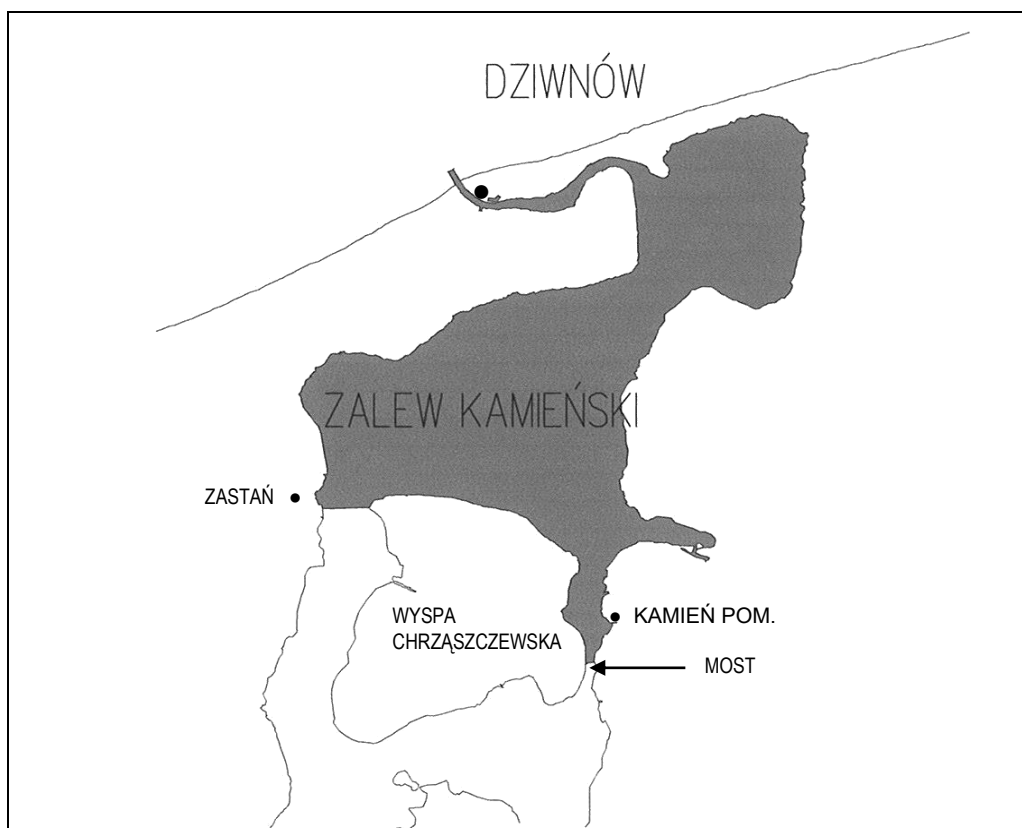 DZIWNÓW
ZALEW KAMIEŃSKI
ZASTAŃ
WYSPA
CHRZĄSZCZEWSKA
KAMIEŃ POM.
MOST